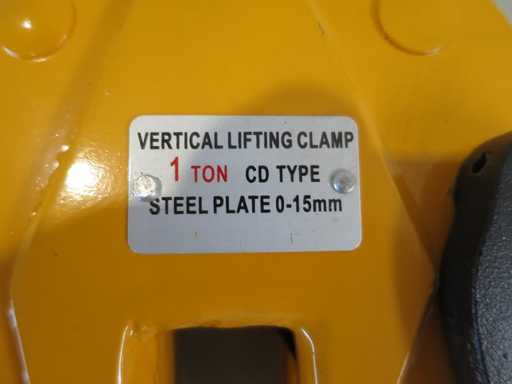 VERTICAL LIFTING CLAMP
1 TON CD TYPE
STEEL PLATE 0-15mm